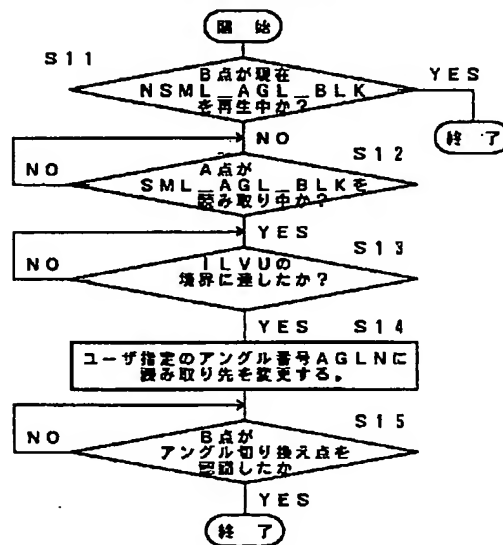 開 始
S11
B点が現在
NSML_AGL_BLK
を再生中か?
YES
終 了
NO
S12
NO
A点が
SML_AGL_BLKを
読み取り中か?
YES
S13
NO
ILVUの
境界に達したか?
YES
S14
ユーザ指定のアングル番号AGLNに
読み取り先を変更する。
S15
NO
B点が
アングル切り換え点を
認識したか
YES
終 了